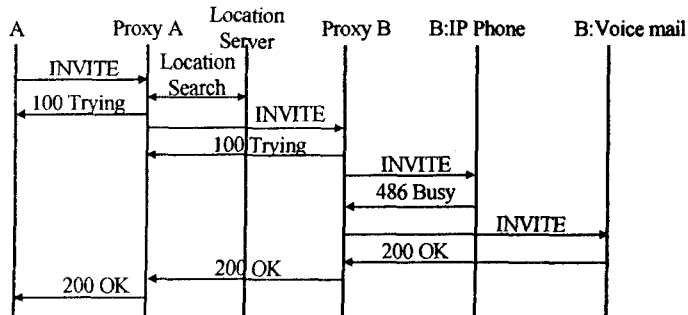 A
Proxy A
Location
Server
Proxy B
B:IP Phone
B:Voice mail
INVITE
Location
Search
100 Trying
INVITE
100 Trying
INVITE
486 Busy
INVITE
200 OK
200 OK
200 OK